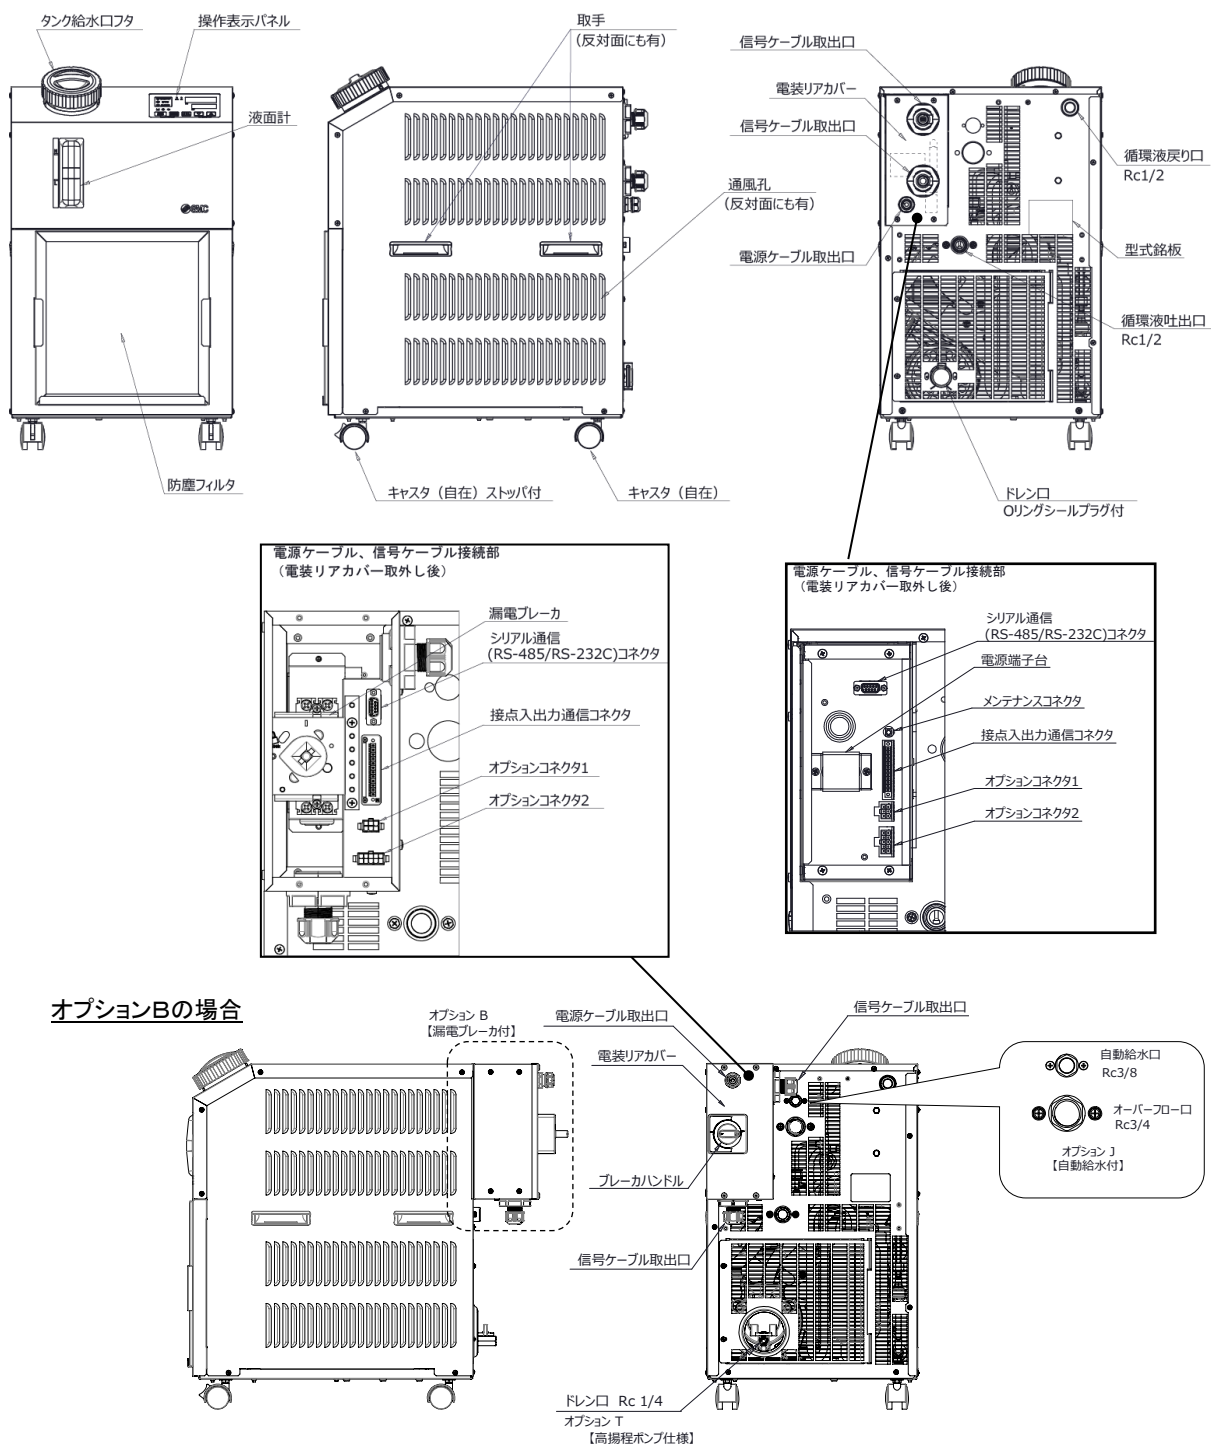 タンク給水口フタ
操作表示パネル
液面計
SMC
防塵フィルタ
取手
(反対面にも有)
通風孔
(反対面にも有)
キャスタ（自在）ストッパ付
キャスタ（自在）
信号ケーブル取出口
電装リアカバー
信号ケーブル取出口
電源ケーブル取出口
循環液戻り口
Rc1/2
型式銘板
循環液吐出口
Rc1/2
ドレン口
Oリングシールプラグ付
電源ケーブル、信号ケーブル接続部
（電装リアカバー取外し後）
漏電ブレーカ
シリアル通信
(RS-485/RS-232C)コネクタ
接点入出力通信コネクタ
オプションコネクタ1
オプションコネクタ2
電源ケーブル、信号ケーブル接続部
（電装リアカバー取外し後）
シリアル通信
(RS-485/RS-232C)コネクタ
電源端子台
メンテナンスコネクタ
接点入出力通信コネクタ
オプションコネクタ1
オプションコネクタ2
オプションBの場合
オプション B
【漏電ブレーカ付】
電源ケーブル取出口
電装リアカバー
ブレーカハンドル
信号ケーブル取出口
信号ケーブル取出口
自動給水口
Rc3/8
オーバーフロー口
Rc3/4
オプション J
【自動給水付】
ドレン口 Rc 1/4
オプション T
【高揚程ポンプ仕様】